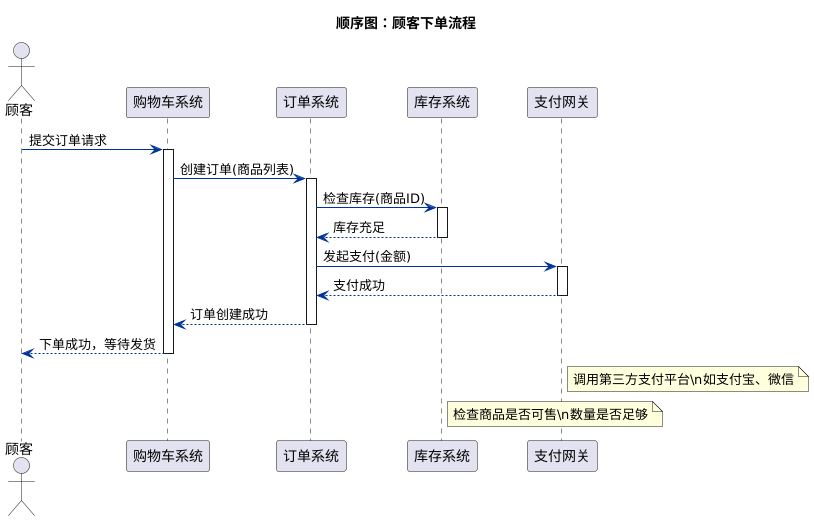 顺序图：顾客下单流程
顾客
购物车系统
订单系统
库存系统
支付网关
提交订单请求
创建订单(商品列表)
检查库存(商品ID)
库存充足
发起支付(金额)
支付成功
订单创建成功
下单成功，等待发货
调用第三方支付平台\n如支付宝、微信
检查商品是否可售\n数量是否足够
顾客
购物车系统
订单系统
库存系统
支付网关